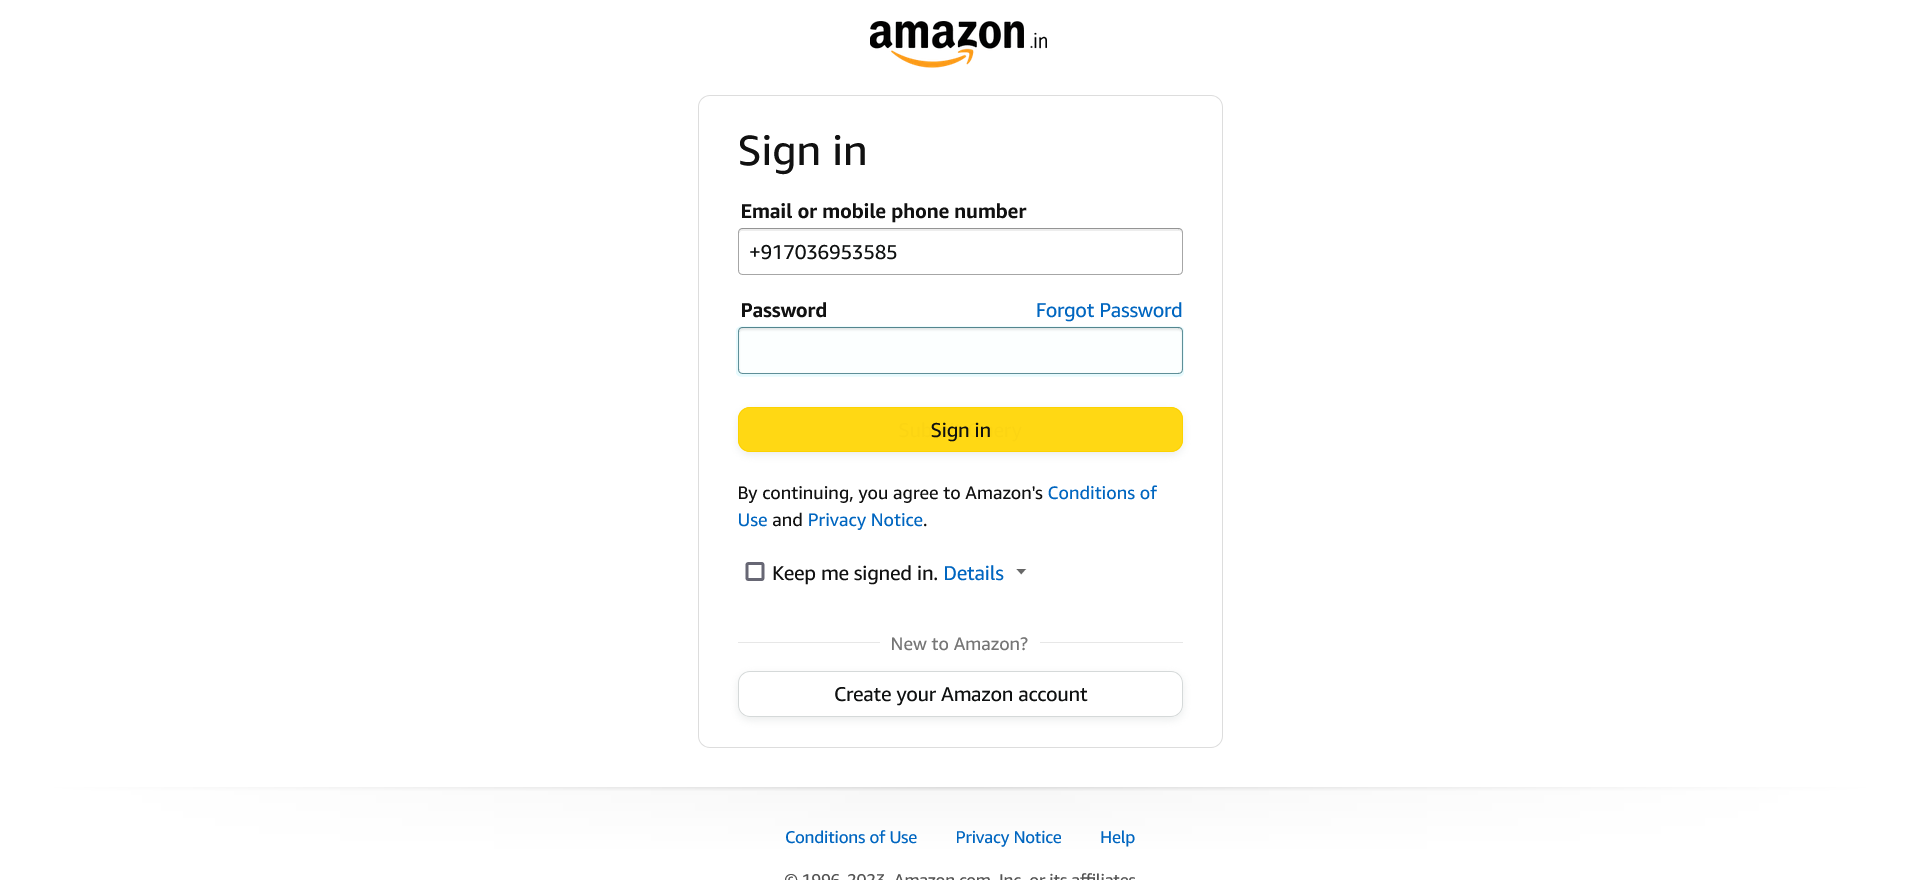 amazon.in
Sign in
Email or mobile phone number
+917036953585
Password Forgot Password
Sign in
By continuing, you agree to Amazon's Conditions of
Use and Privacy Notice.
Keep me signed in. Details
New to Amazon?
Create your Amazon account
Conditions of Use Privacy Notice Help
© 1996-2023, Amazon.com, Inc. or its affiliates